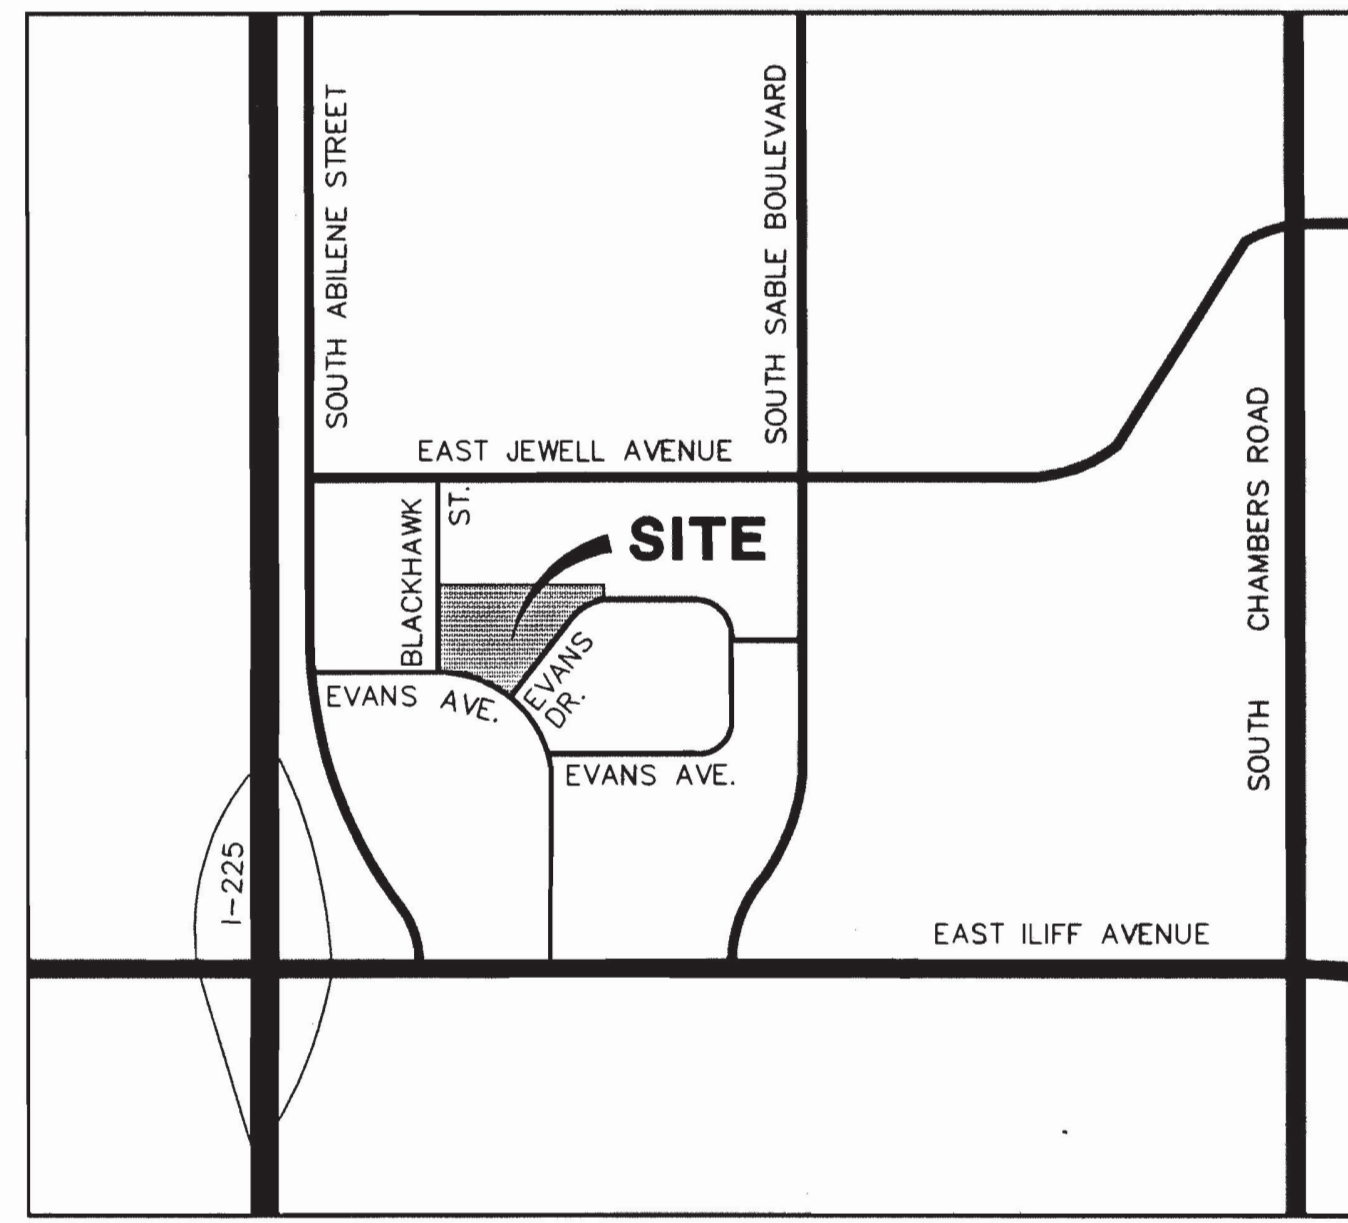 SOUTH ABILENE STREET
SOUTH SABLE BOULEVARD
EAST JEWELL AVENUE
SOUTH CHAMBERS ROAD
BLACKHAWK ST.
SITE
EVANS DR.
EVANS AVE.
EVANS AVE.
I-225
EAST ILIFF AVENUE